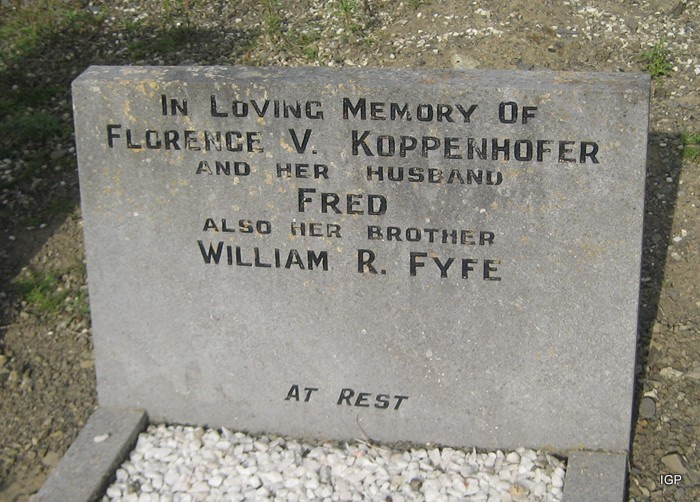 In Loving Memory Of
Florence V. Koppenhofer
and her husband
Fred
also her brother
William R. Fyfe
At Rest
IGP